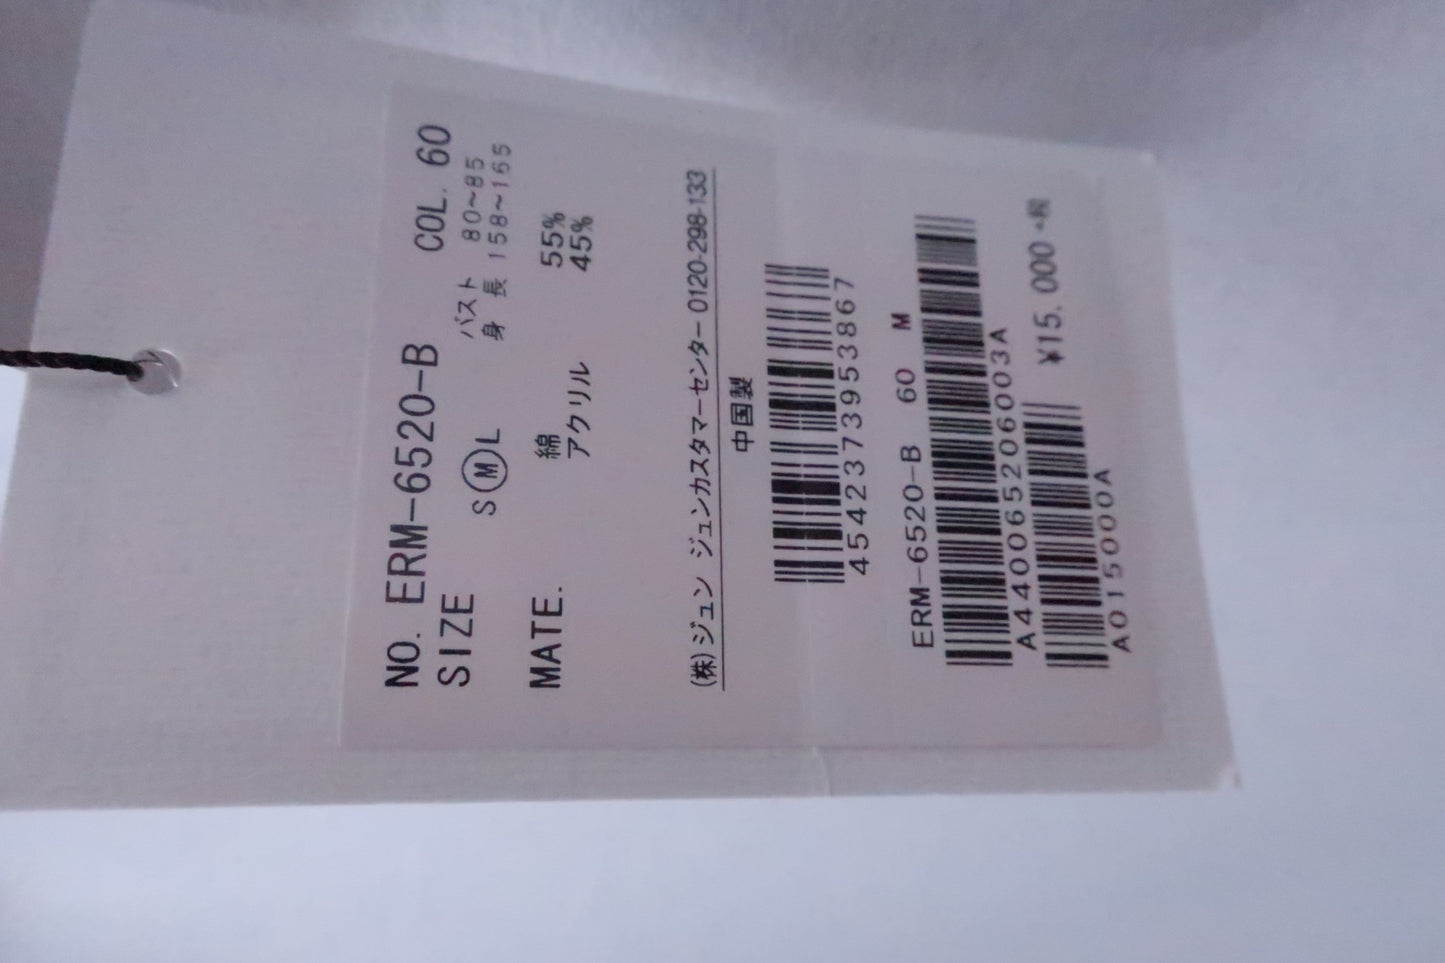 NO. ERM-6520-B COL. 60
SIZE S Ⓜ L バスト 80~85
身長 158~165
MATE. 綿 55%
アクリル 45%
(株)ジュン ジュンカスタマーセンター 0120-298-133
中国製
4542373953867
ERM-6520-B 60 M
A440065206003A
¥15,000+税
A015000A